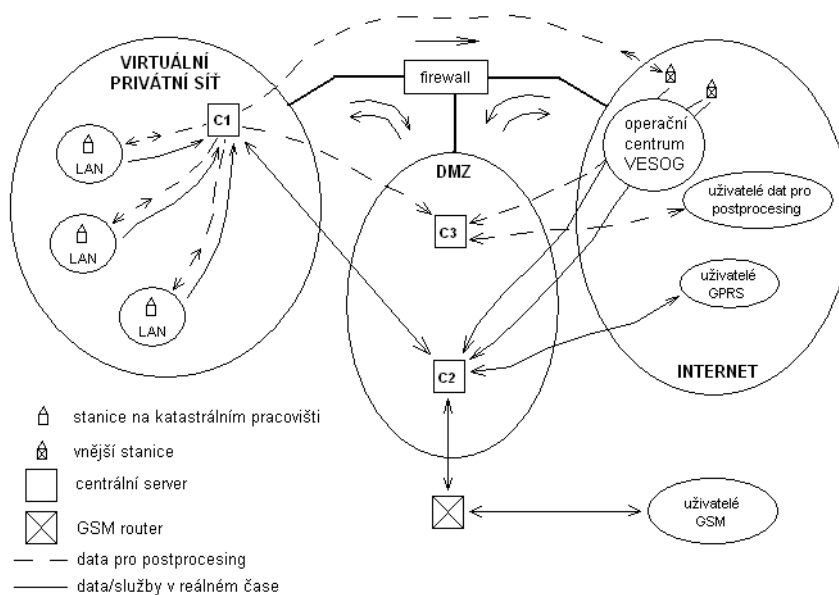 VIRTUÁLNÍ
PRIVÁTNÍ SÍŤ
C1
LAN
LAN
LAN
firewall
DMZ
C3
C2
operační
centrum
VESOG
uživatelé dat pro
postprocesing
uživatelé
GPRS
INTERNET
uživatelé
GSM
stanice na katastrálním pracovišti
vnější stanice
centrální server
GSM router
data pro postprocesing
data/služby v reálném čase